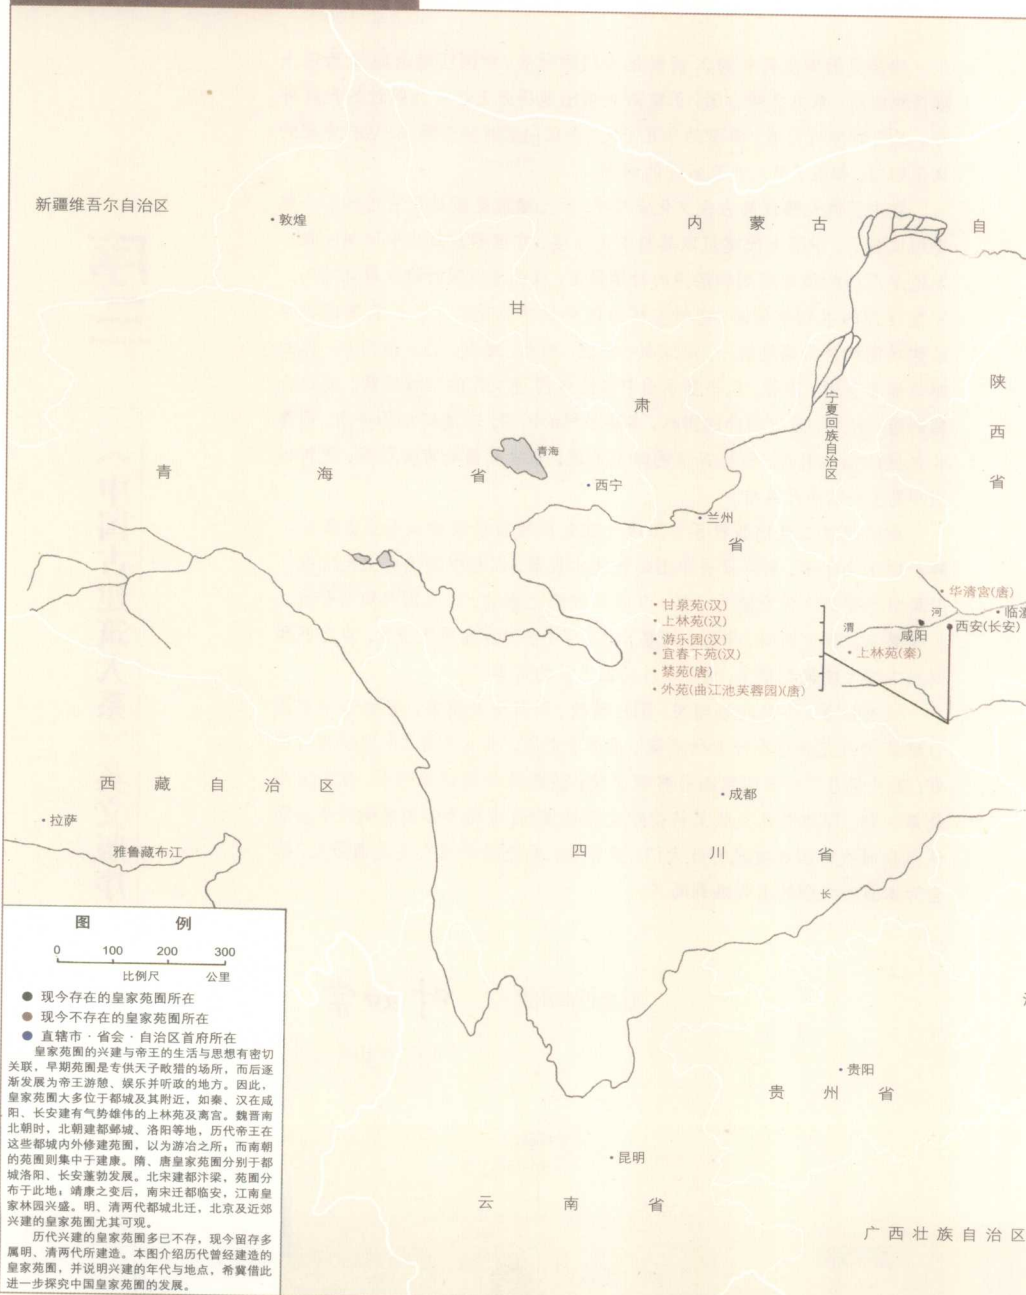 新疆维吾尔自治区
敦煌
内蒙古自
甘
肃
宁夏回族自治区
陕西省
青海省
青海
西宁
兰州
省
甘泉苑(汉)
上林苑(汉)
游乐园(汉)
宜春下苑(汉)
禁苑(唐)
外苑(曲江池芙蓉园)(唐)
华清宫(唐)
河
临潼
渭
咸阳
西安(长安)
上林苑(秦)
西藏自治区
成都
拉萨
雅鲁藏布江
四川省
长
图例
0 100 200 300
比例尺 公里
现今存在的皇家苑囿所在
现今不存在的皇家苑囿所在
直辖市·省会·自治区首府所在
皇家苑囿的兴建与帝王的生活与思想有密切
关联,早期苑囿是专供天子畋猎的场所,而后逐
渐发展为帝王游憩、娱乐并听政的地方。因此,
皇家苑囿大多位于都城及其附近,如秦、汉在咸
阳、长安建有气势雄伟的上林苑及离宫。魏晋南
北朝时,北朝建都邺城、洛阳等地,历代帝王在
这些都城内外修建苑囿,以为游冶之所;而南朝
的苑囿则集中于建康。隋、唐皇家苑囿分别于都
城洛阳、长安蓬勃发展。北宋建都汴梁,苑囿分
布于此地;靖康之变后,南宋迁都临安,江南皇
家林园兴盛。明、清两代都城北迁,北京及近郊
兴建的皇家苑囿尤其可观。
历代兴建的皇家苑囿多已不存,现今留存多
属明、清两代所建造。本图介绍历代曾经建造的
皇家苑囿,并说明兴建的年代与地点,希冀借此
进一步探究中国皇家苑囿的发展。
贵阳
贵州省
昆明
云南省
广西壮族自治区